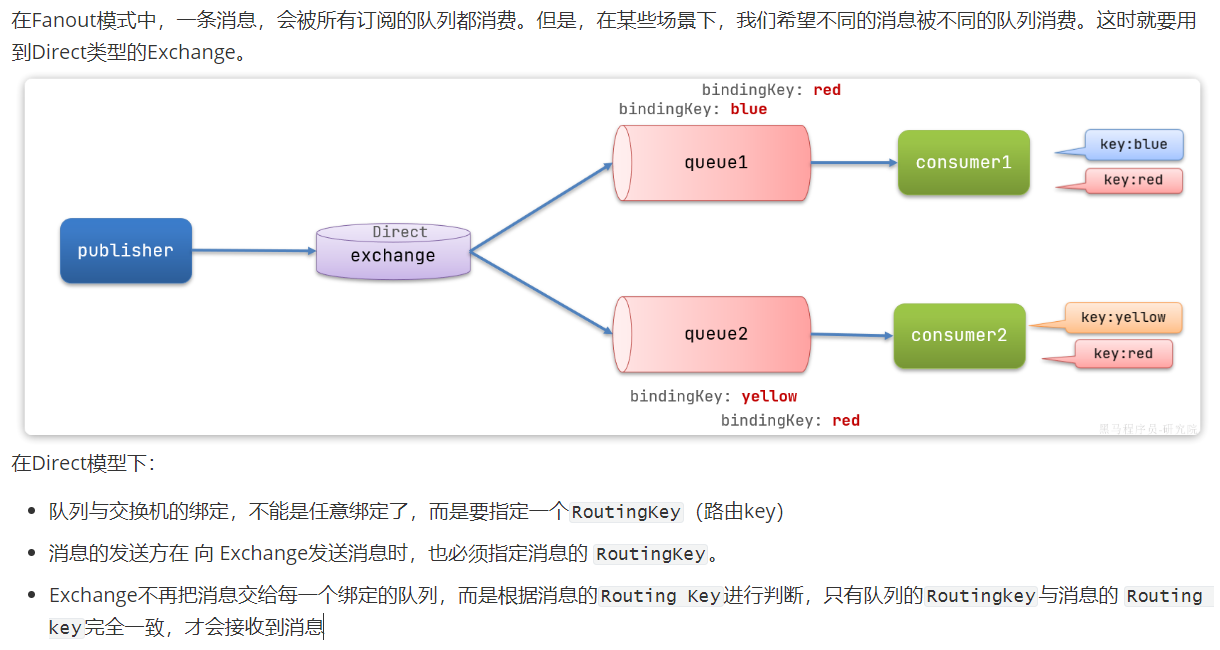 在Fanout模式中，一条消息，会被所有订阅的队列都消费。但是，在某些场景下，我们希望不同的消息被不同的队列消费。这时就要用
到Direct类型的Exchange。
bindingKey: red
bindingKey: blue
queue1
consumer1
key:blue
key:red
publisher
Direct
exchange
queue2
consumer2
key:yellow
key:red
bindingKey: yellow
bindingKey: red
黑马程序员-研究院
在Direct模型下：
队列与交换机的绑定，不能是任意绑定了，而是要指定一个RoutingKey（路由key）
消息的发送方在 向 Exchange发送消息时，也必须指定消息的 RoutingKey。
Exchange不再把消息交给每一个绑定的队列，而是根据消息的Routing Key进行判断，只有队列的Routingkey与消息的 Routing
key完全一致，才会接收到消息